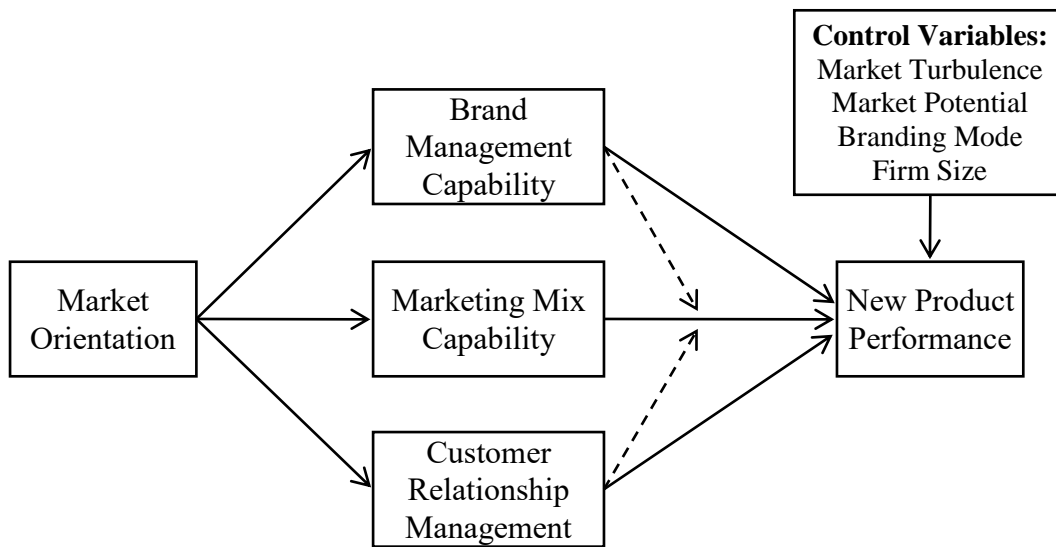 Control Variables:
Market Turbulence
Market Potential
Branding Mode
Firm Size
Brand
Management
Capability
Market
Orientation
Marketing Mix
Capability
New Product
Performance
Customer
Relationship
Management